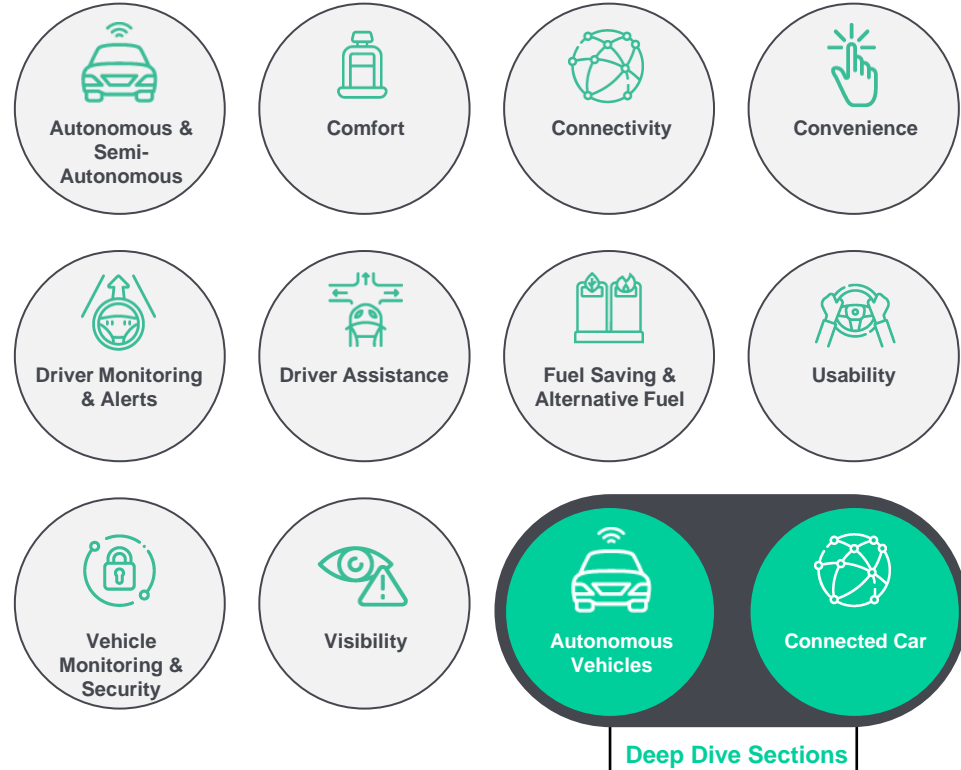 Autonomous &
Semi-
Autonomous
Comfort
Connectivity
Convenience
Driver Monitoring
& Alerts
Driver Assistance
Fuel Saving &
Alternative Fuel
Usability
Vehicle
Monitoring &
Security
Visibility
Autonomous
Vehicles
Connected Car
Deep Dive Sections